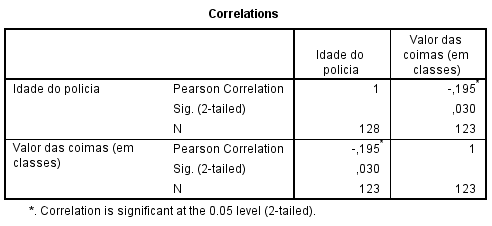 Correlations
Idade do policia Valor das coimas (em classes)
Idade do policia Pearson Correlation 1 -,195*
Sig. (2-tailed) ,030
N 128 123
Valor das coimas (em classes) Pearson Correlation -,195* 1
Sig. (2-tailed) ,030
N 123 123
*. Correlation is significant at the 0.05 level (2-tailed).